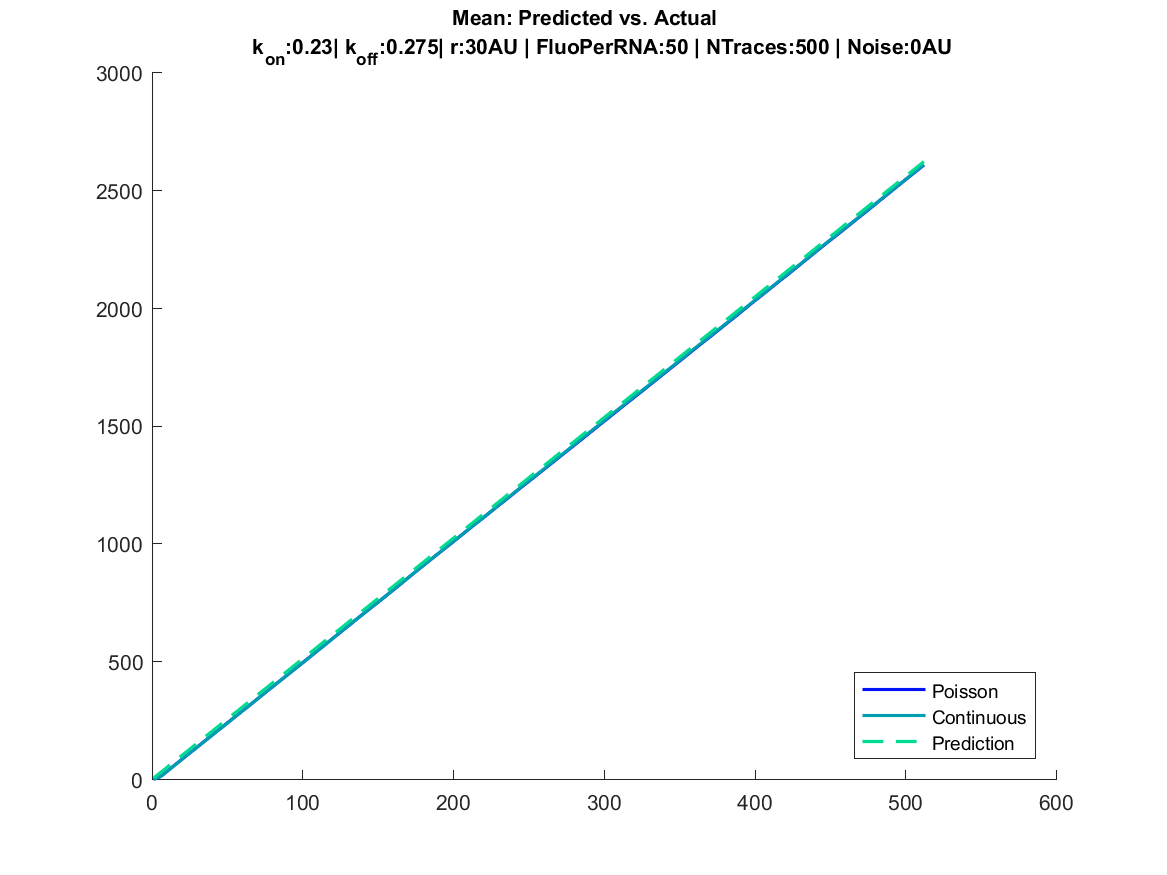 Mean: Predicted vs. Actual
kon:0.23| koff:0.275| r:30AU | FluoPerRNA:50 | NTraces:500 | Noise:0AU
3000
2500
2000
1500
1000
500
0
0 100 200 300 400 500 600
Poisson
Continuous
Prediction